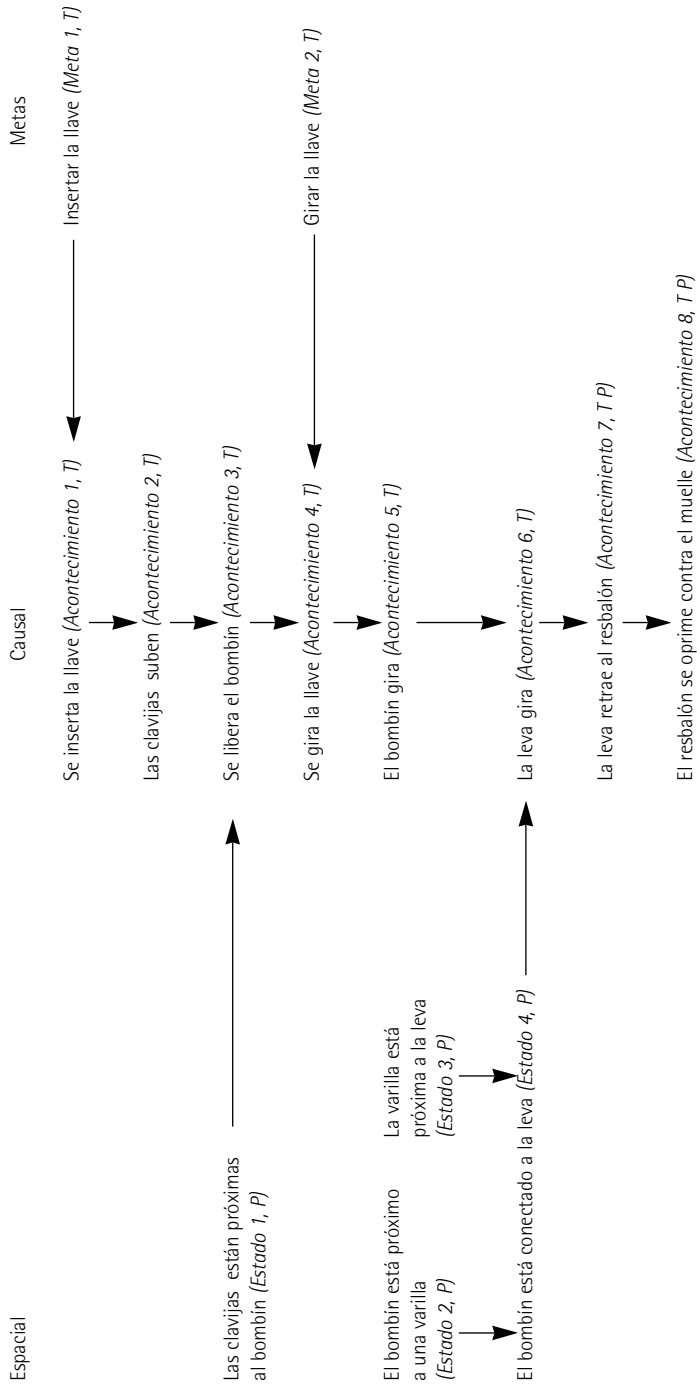 Espacial
Causal
Metas
Se inserta la llave (Acontecimiento 1, T)
Insertar la llave (Meta 1, T)
Las clavijas suben (Acontecimiento 2, T)
Las clavijas están próximas
al bombín (Estado 1, P)
Se libera el bombín (Acontecimiento 3, T)
Se gira la llave (Acontecimiento 4, T)
Girar la llave (Meta 2, T)
El bombín está próximo
a una varilla
(Estado 2, P)
La varilla está
próxima a la leva
(Estado 3, P)
El bombín gira (Acontecimiento 5, T)
El bombín está conectado a la leva (Estado 4, P)
La leva gira (Acontecimiento 6, T)
La leva retrae al resbalón (Acontecimiento 7, T P)
El resbalón se oprime contra el muelle (Acontecimiento 8, T P)